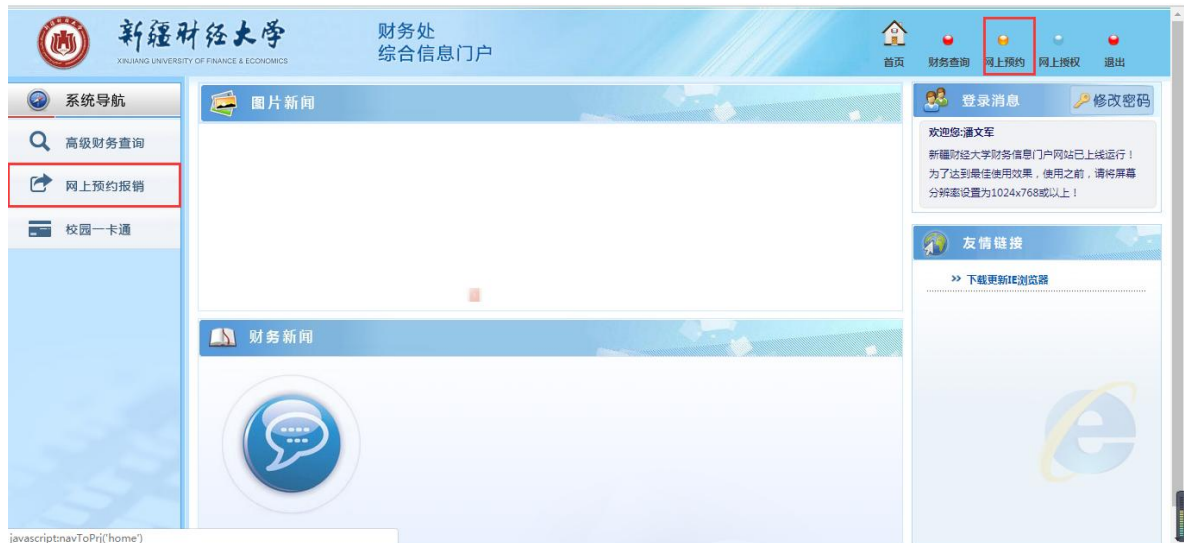 新疆财经大学
XINJIANG UNIVERSITY OF FINANCE & ECONOMICS
财务处
综合信息门户
首页
财务查询
网上预约
网上授权
退出
系统导航
高级财务查询
网上预约报销
校园一卡通
图片新闻
财务新闻
登录消息
修改密码
欢迎您:潘文军
新疆财经大学财务信息门户网站已上线运行！
为了达到最佳使用效果，使用之前，请将屏幕
分辨率设置为1024x768或以上！
友情链接
>> 下载更新IE浏览器
javascript:navToPrj('home')